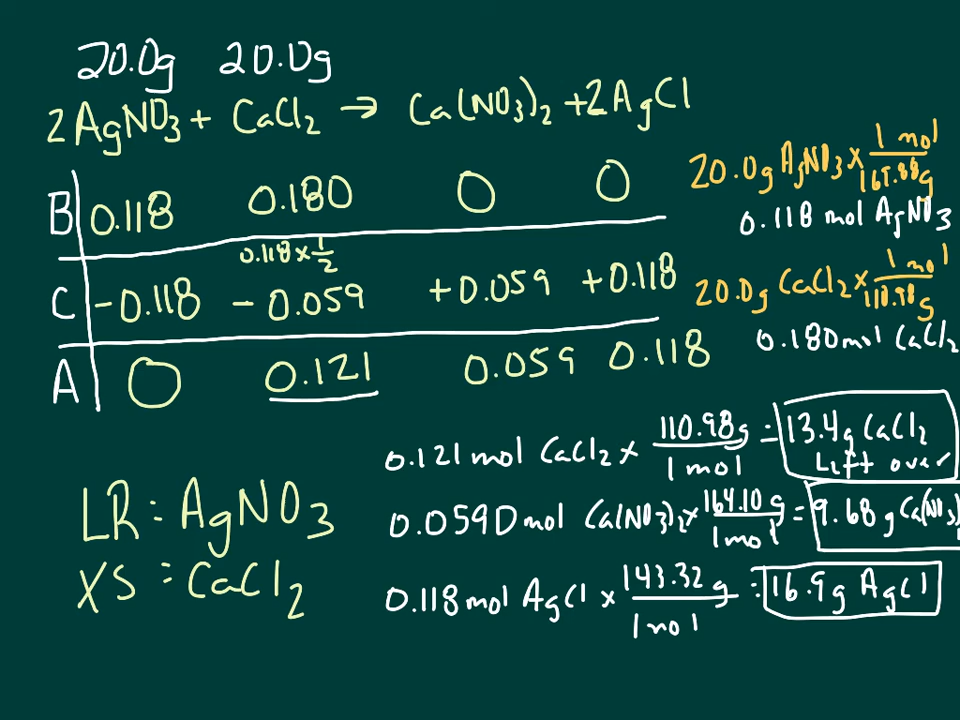 20.0g 20.0g
2AgNO3 + CaCl2 → Ca(NO3)2 + 2AgCl
B 0.118 0.180 0 0
0.118 x 1/2
C -0.118 -0.059 +0.059 +0.118
A 0 0.121 0.059 0.118
20.0g AgNO3 x 1 mol / 169.88g
0.118 mol AgNO3
20.0g CaCl2 x 1 mol / 110.98g
0.180 mol CaCl2
0.121 mol CaCl2 x 110.98g / 1 mol = 13.4g CaCl2
Left over
0.0590 mol Ca(NO3)2 x 164.10 g / 1 mol = 9.68 g Ca(NO3)
0.118 mol AgCl x 143.32 g / 1 mol = 16.9 g AgCl
LR = AgNO3
XS = CaCl2